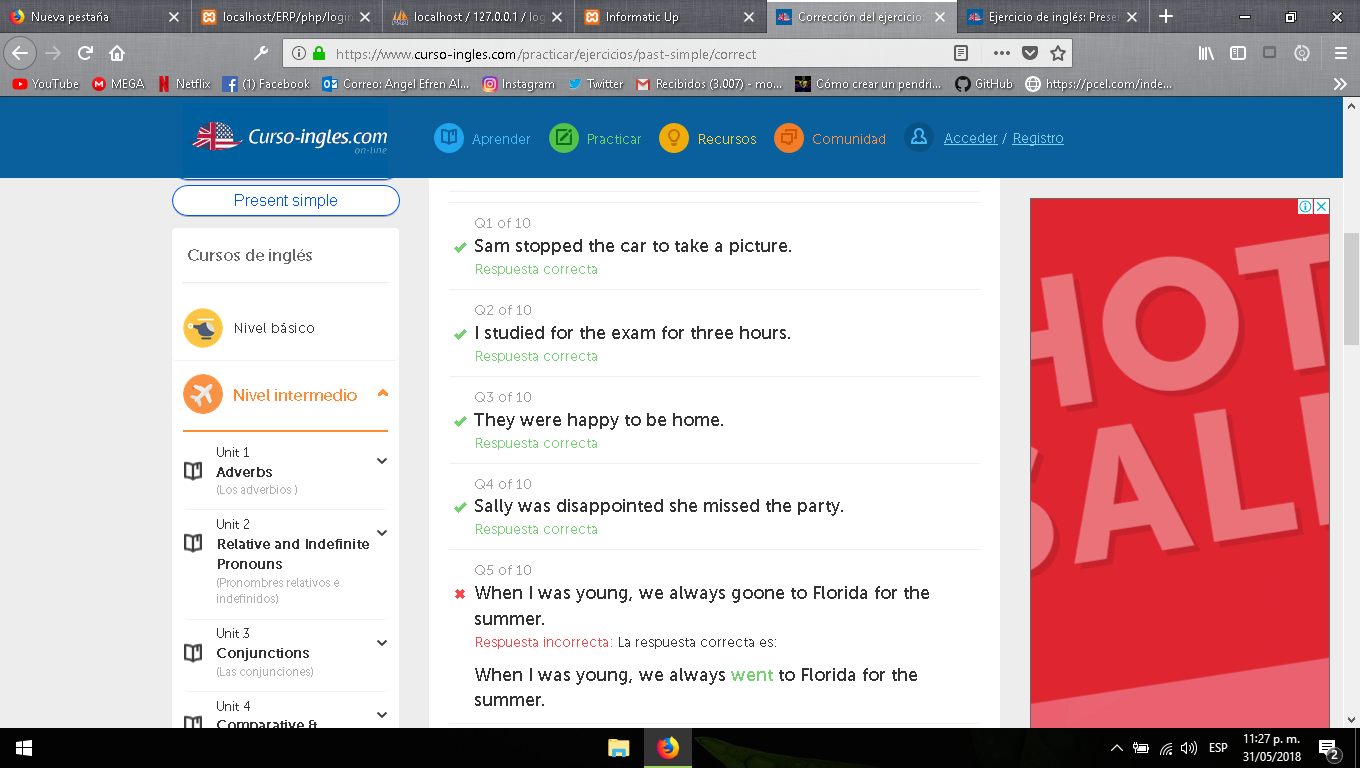 Nueva pestaña
localhost/ERP/php/login
localhost / 127.0.0.1 / log
Informatic Up
Corrección del ejercicio
Ejercicio de inglés: Prese
https://www.curso-ingles.com/practicar/ejercicios/past-simple/correct
YouTube
MEGA
Netflix
(1) Facebook
Correo: Angel Efren Al...
Instagram
Twitter
Recibidos (3.007) - mo...
Cómo crear un pendri...
GitHub
https://pcel.com/inde...
Curso-ingles.com
on-line
Aprender
Practicar
Recursos
Comunidad
Acceder / Registro
Present simple
Cursos de inglés
Nivel básico
Nivel intermedio
Unit 1
Adverbs
(Los adverbios )
Unit 2
Relative and Indefinite
Pronouns
(Pronombres relativos e
indefinidos)
Unit 3
Conjunctions
(Las conjunciones)
Unit 4
Comparative &
Q1 of 10
Sam stopped the car to take a picture.
Respuesta correcta
Q2 of 10
I studied for the exam for three hours.
Respuesta correcta
Q3 of 10
They were happy to be home.
Respuesta correcta
Q4 of 10
Sally was disappointed she missed the party.
Respuesta correcta
Q5 of 10
When I was young, we always goone to Florida for the
summer.
Respuesta incorrecta: La respuesta correcta es:
When I was young, we always went to Florida for the
summer.
HOT
SALE
ESP
11:27 p. m.
31/05/2018
2